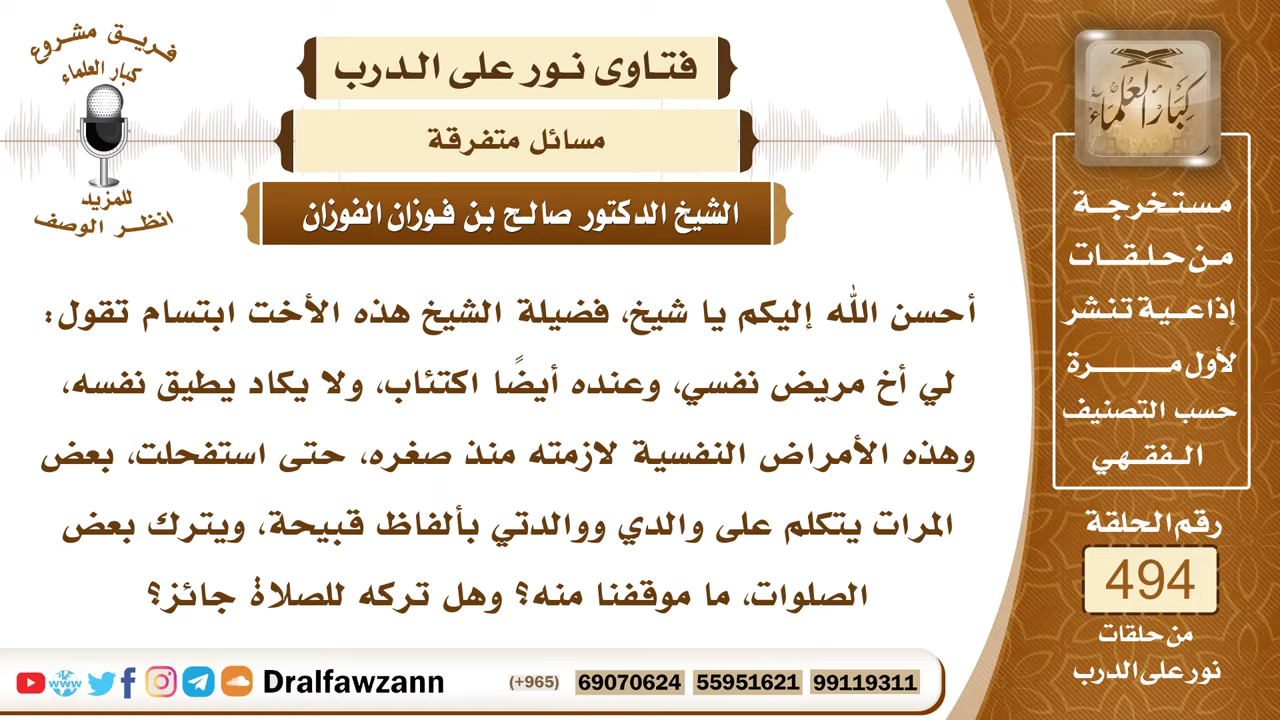 فريق مشروع
كبار العلماء
للمزيد
انظر الوصف
فتاوى نور على الدرب
مسائل متفرقة
الشيخ الدكتور صالح بن فوزان الفوزان
أحسن الله إليكم يا شيخ، فضيلة الشيخ هذه الأخت ابتسام تقول:
لي أخ مريض نفسي، وعنده أيضًا اكتئاب، ولا يكاد يطيق نفسه،
وهذه الأمراض النفسية لازمته منذ صغره، حتى استفحلت، بعض
المرات يتكلم على والدي ووالدتي بألفاظ قبيحة، ويترك بعض
الصلوات، ما موقفنا منه؟ وهل تركه للصلاة جائز؟
كبار العلماء
مستخرجة
من حلقات
إذاعية تنشر
لأول مرة
حسب التصنيف
الفقهي
رقم الحلقة
494
من حلقات
نور على الدرب
www
Dralfawzann
(+965) 69070624 55951621 99119311